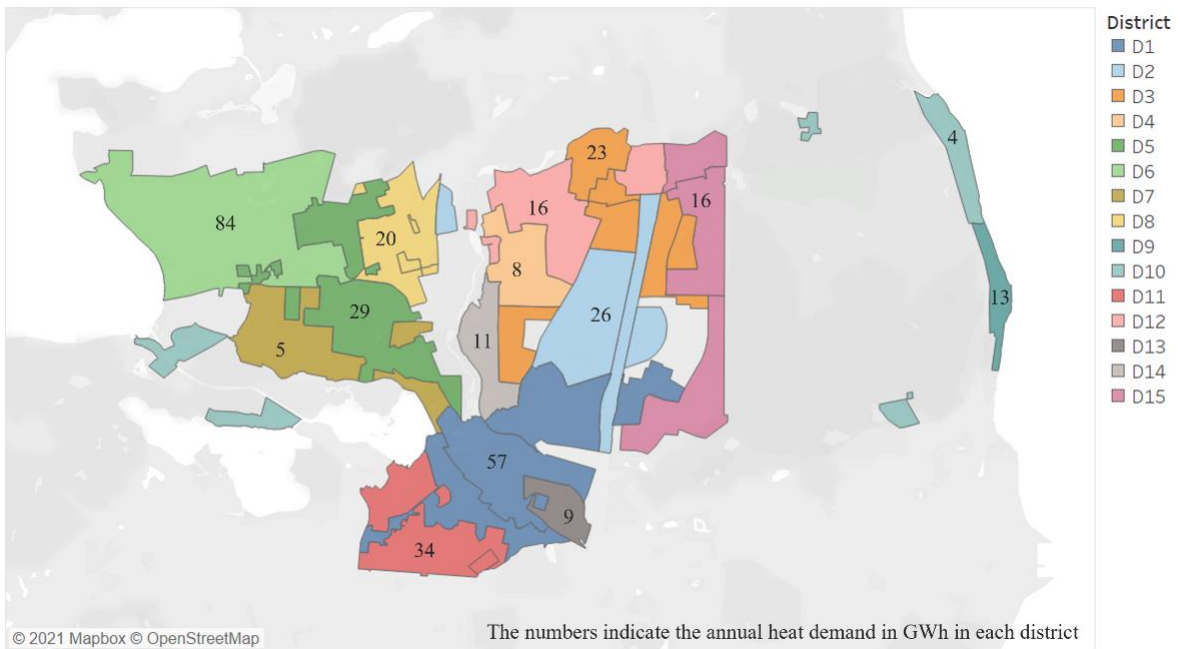 District
D1
D2
D3
D4
D5
D6
D7
D8
D9
D10
D11
D12
D13
D14
D15
4
23
16
16
84
20
8
13
26
29
11
5
57
9
34
The numbers indicate the annual heat demand in GWh in each district
© 2021 Mapbox © OpenStreetMap